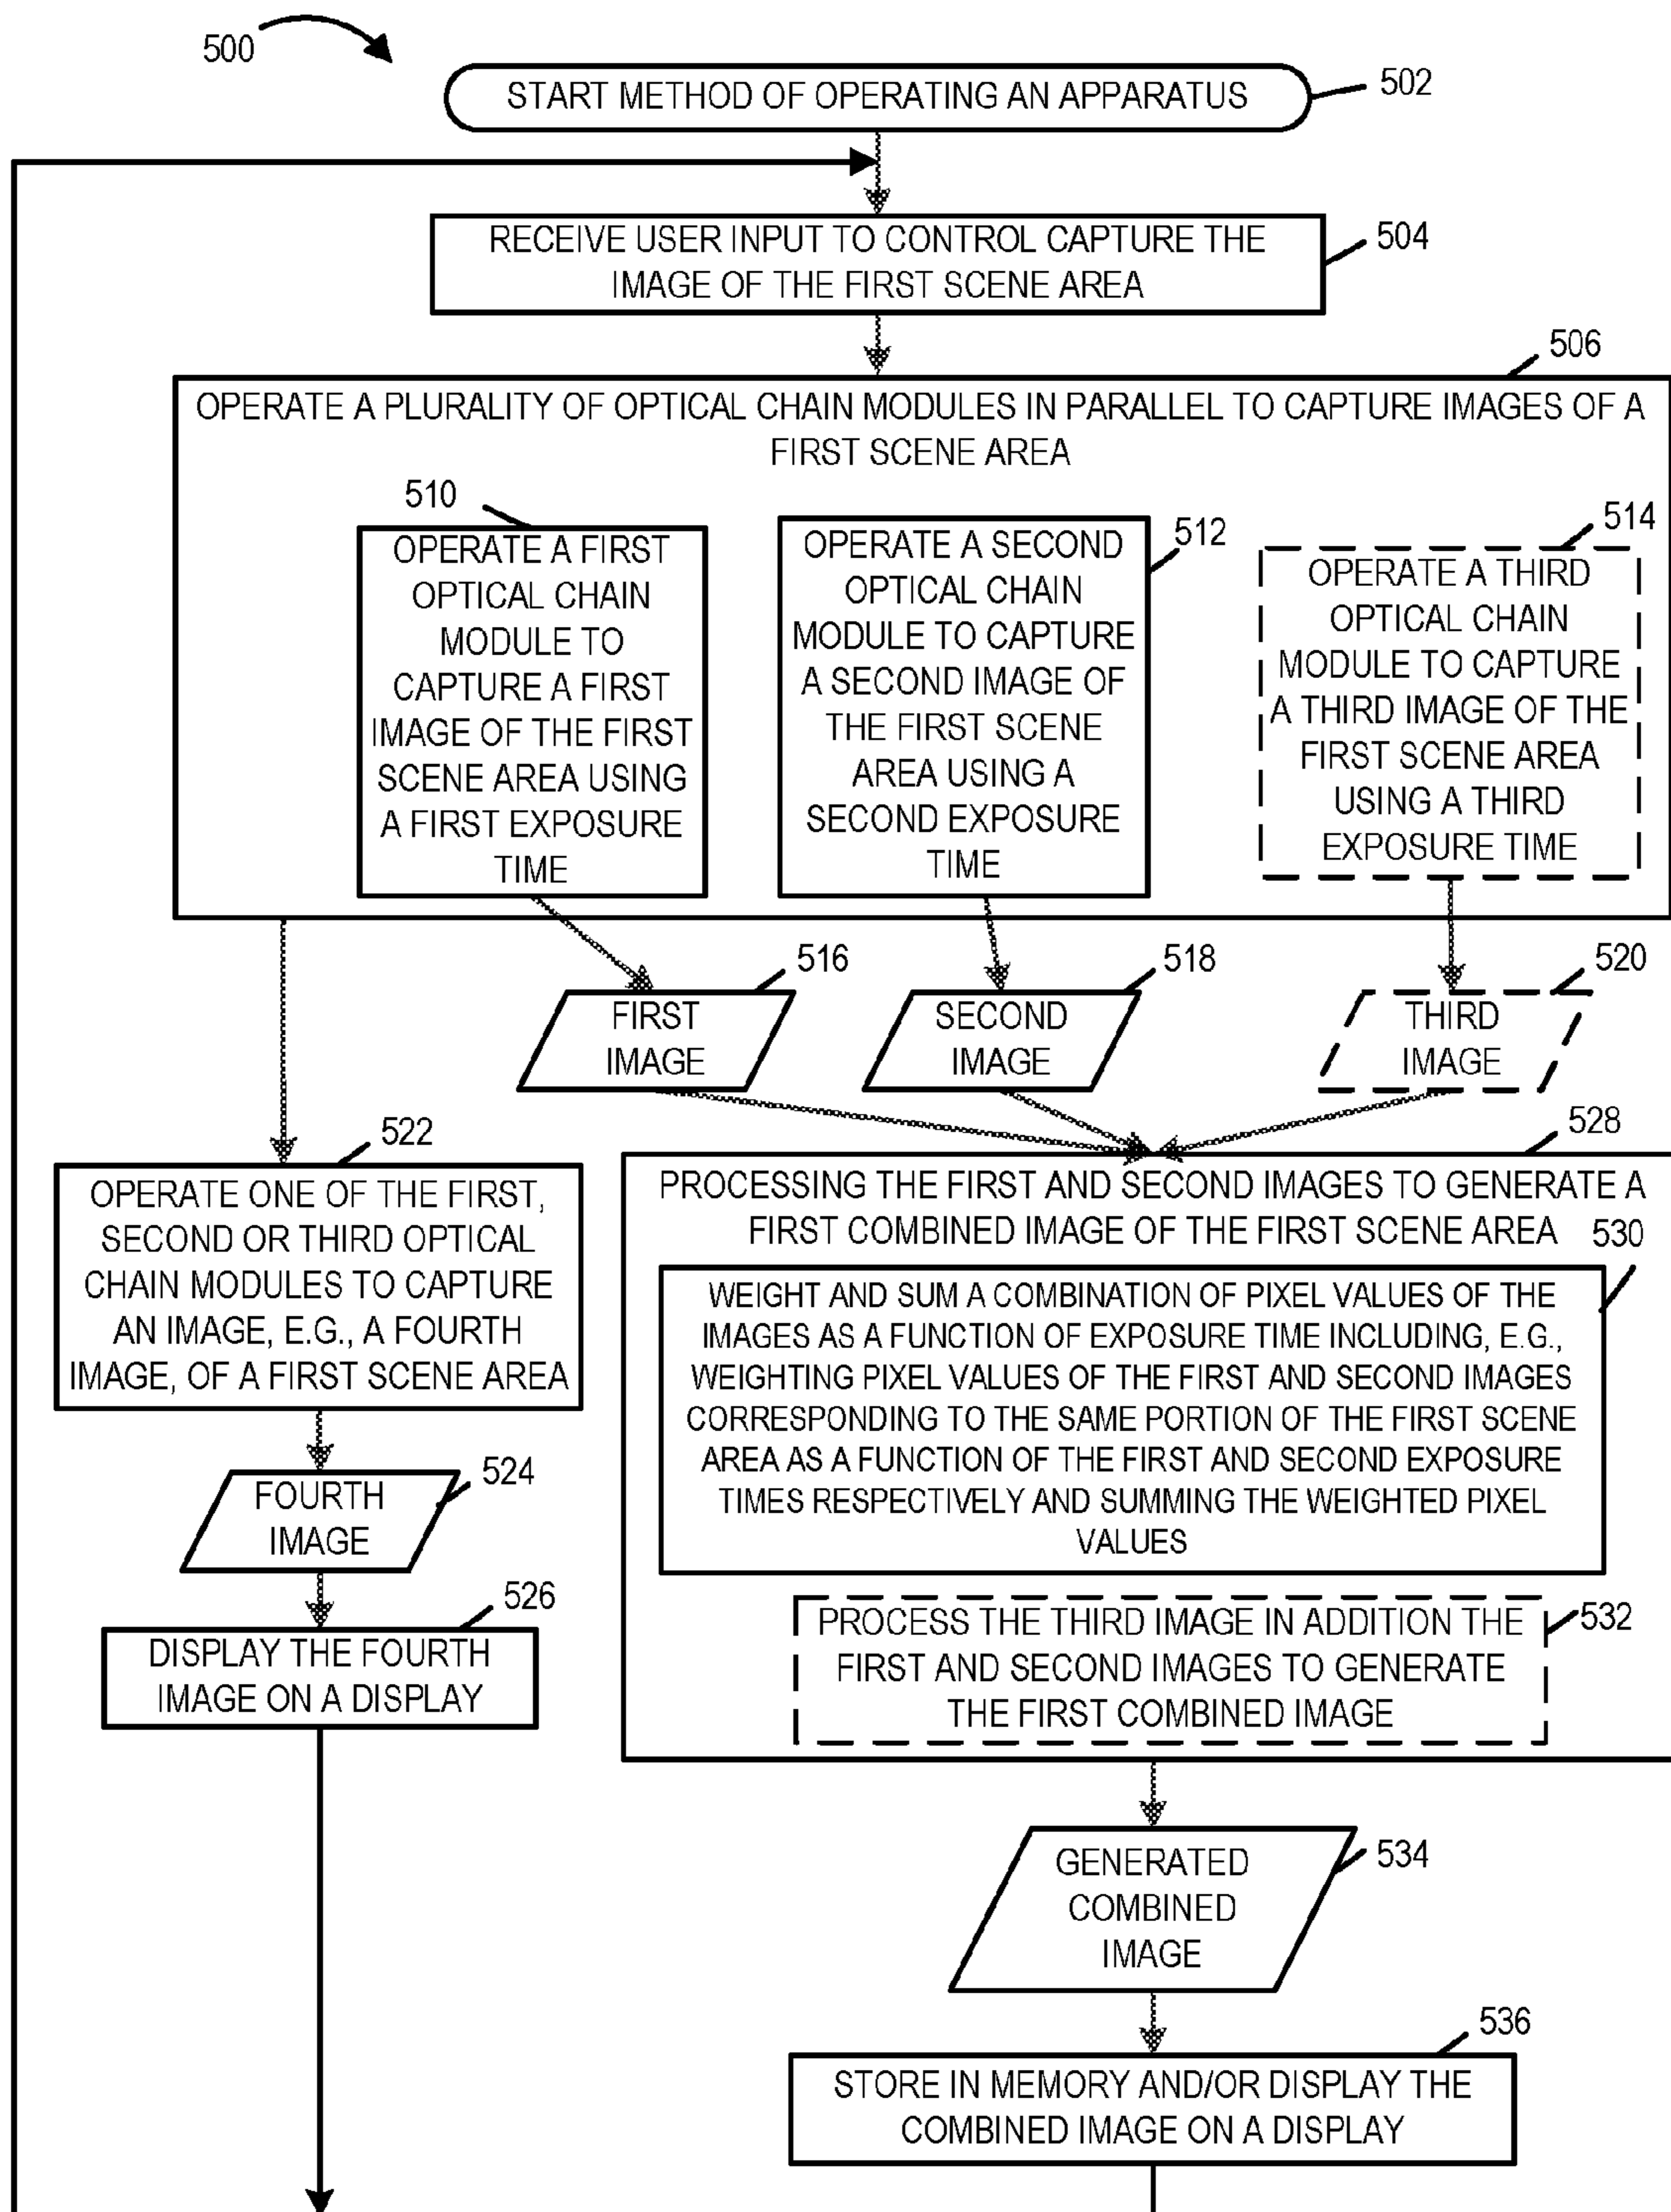 500
START METHOD OF OPERATING AN APPARATUS
502
RECEIVE USER INPUT TO CONTROL CAPTURE THE
IMAGE OF THE FIRST SCENE AREA
504
506
OPERATE A PLURALITY OF OPTICAL CHAIN MODULES IN PARALLEL TO CAPTURE IMAGES OF A
FIRST SCENE AREA
510
OPERATE A FIRST
OPTICAL CHAIN
MODULE TO
CAPTURE A FIRST
IMAGE OF THE FIRST
SCENE AREA USING
A FIRST EXPOSURE
TIME
512
OPERATE A SECOND
OPTICAL CHAIN
MODULE TO CAPTURE
A SECOND IMAGE OF
THE FIRST SCENE
AREA USING A
SECOND EXPOSURE
TIME
514
OPERATE A THIRD
OPTICAL CHAIN
MODULE TO CAPTURE
A THIRD IMAGE OF THE
FIRST SCENE AREA
USING A THIRD
EXPOSURE TIME
516
FIRST
IMAGE
518
SECOND
IMAGE
520
THIRD
IMAGE
522
OPERATE ONE OF THE FIRST,
SECOND OR THIRD OPTICAL
CHAIN MODULES TO CAPTURE
AN IMAGE, E.G., A FOURTH
IMAGE, OF A FIRST SCENE AREA
524
FOURTH
IMAGE
526
DISPLAY THE FOURTH
IMAGE ON A DISPLAY
528
PROCESSING THE FIRST AND SECOND IMAGES TO GENERATE A
FIRST COMBINED IMAGE OF THE FIRST SCENE AREA
530
WEIGHT AND SUM A COMBINATION OF PIXEL VALUES OF THE
IMAGES AS A FUNCTION OF EXPOSURE TIME INCLUDING, E.G.,
WEIGHTING PIXEL VALUES OF THE FIRST AND SECOND IMAGES
CORRESPONDING TO THE SAME PORTION OF THE FIRST SCENE
AREA AS A FUNCTION OF THE FIRST AND SECOND EXPOSURE
TIMES RESPECTIVELY AND SUMMING THE WEIGHTED PIXEL
VALUES
532
PROCESS THE THIRD IMAGE IN ADDITION THE
FIRST AND SECOND IMAGES TO GENERATE
THE FIRST COMBINED IMAGE
534
GENERATED
COMBINED
IMAGE
536
STORE IN MEMORY AND/OR DISPLAY THE
COMBINED IMAGE ON A DISPLAY